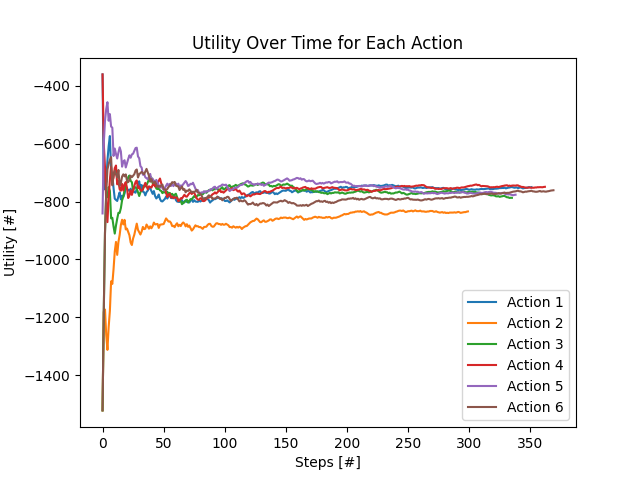 Utility Over Time for Each Action
−400
−600
−800
−1000
−1200
−1400
Utility [#]
0 50 100 150 200 250 300 350
Steps [#]
Action 1
Action 2
Action 3
Action 4
Action 5
Action 6